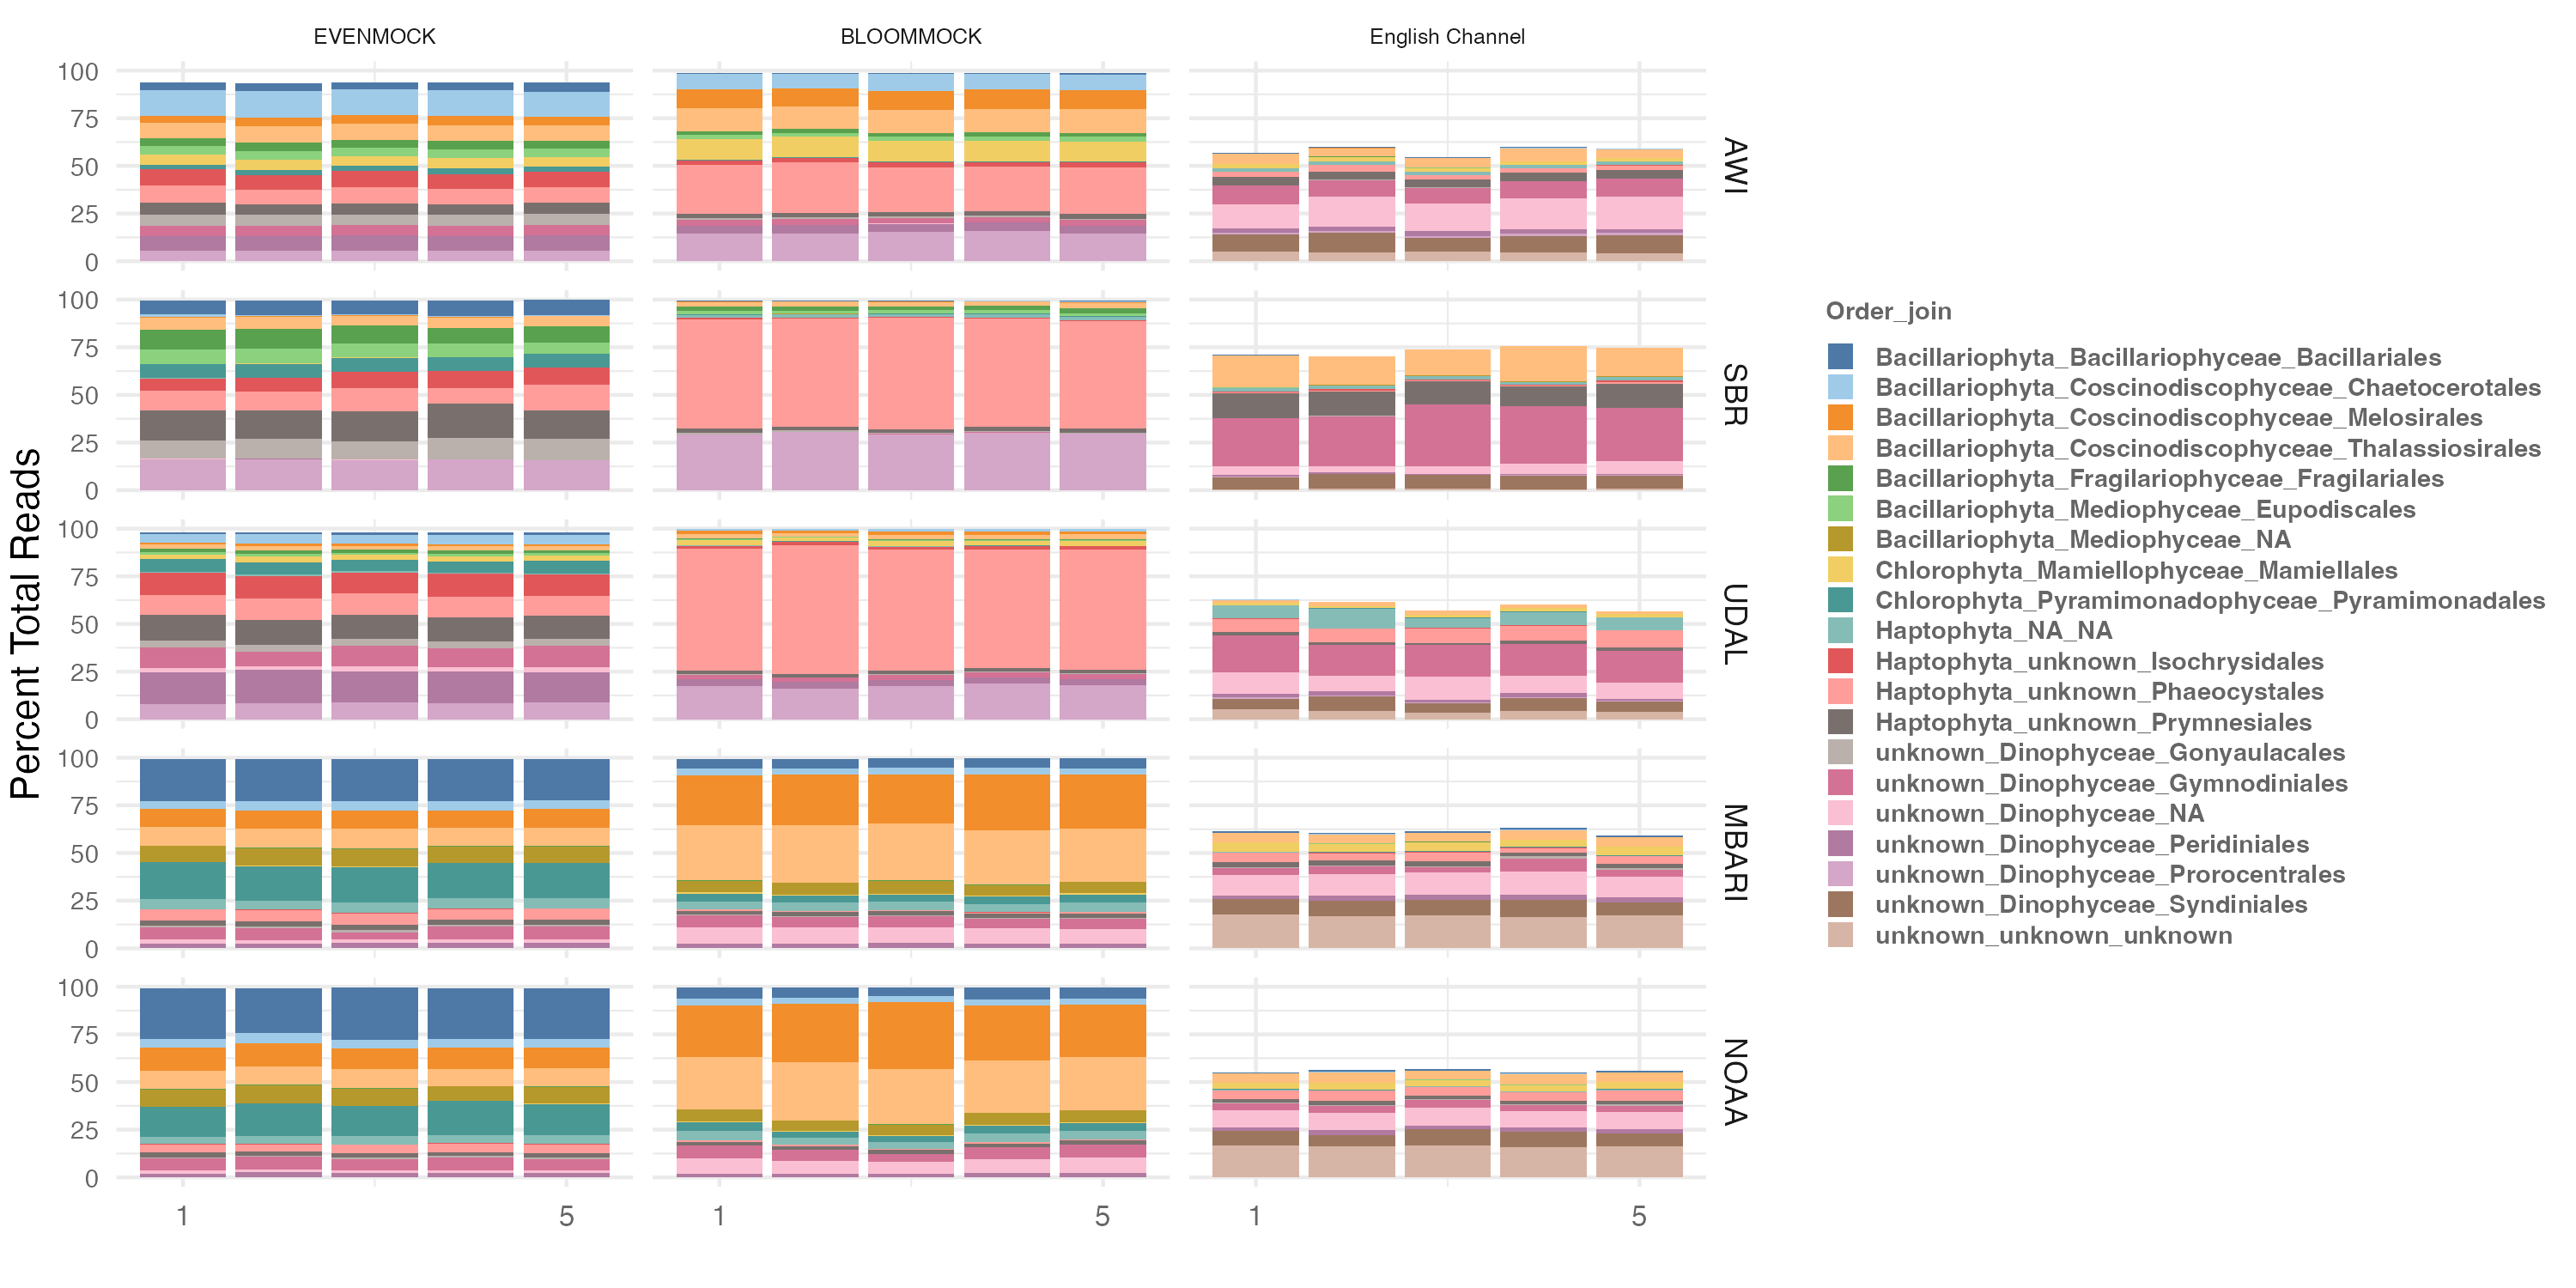 EVENMOCK
BLOOMMOCK
English Channel
Percent Total Reads
100
75
50
25
0
AWI
100
75
50
25
0
SBR
100
75
50
25
0
UDAL
100
75
50
25
0
MBARI
100
75
50
25
0
NOAA
1
5
1
5
1
5
Order_join
Bacillariophyta_Bacillariophyceae_Bacillariales
Bacillariophyta_Coscinodiscophyceae_Chaetocerotales
Bacillariophyta_Coscinodiscophyceae_Melosirales
Bacillariophyta_Coscinodiscophyceae_Thalassiosirales
Bacillariophyta_Fragilariophyceae_Fragilariales
Bacillariophyta_Mediophyceae_Eupodiscales
Bacillariophyta_Mediophyceae_NA
Chlorophyta_Mamiellophyceae_Mamiellales
Chlorophyta_Pyramimonadophyceae_Pyramimonadales
Haptophyta_NA_NA
Haptophyta_unknown_Isochrysidales
Haptophyta_unknown_Phaeocystales
Haptophyta_unknown_Prymnesiales
unknown_Dinophyceae_Gonyaulacales
unknown_Dinophyceae_Gymnodiniales
unknown_Dinophyceae_NA
unknown_Dinophyceae_Peridiniales
unknown_Dinophyceae_Prorocentrales
unknown_Dinophyceae_Syndiniales
unknown_unknown_unknown